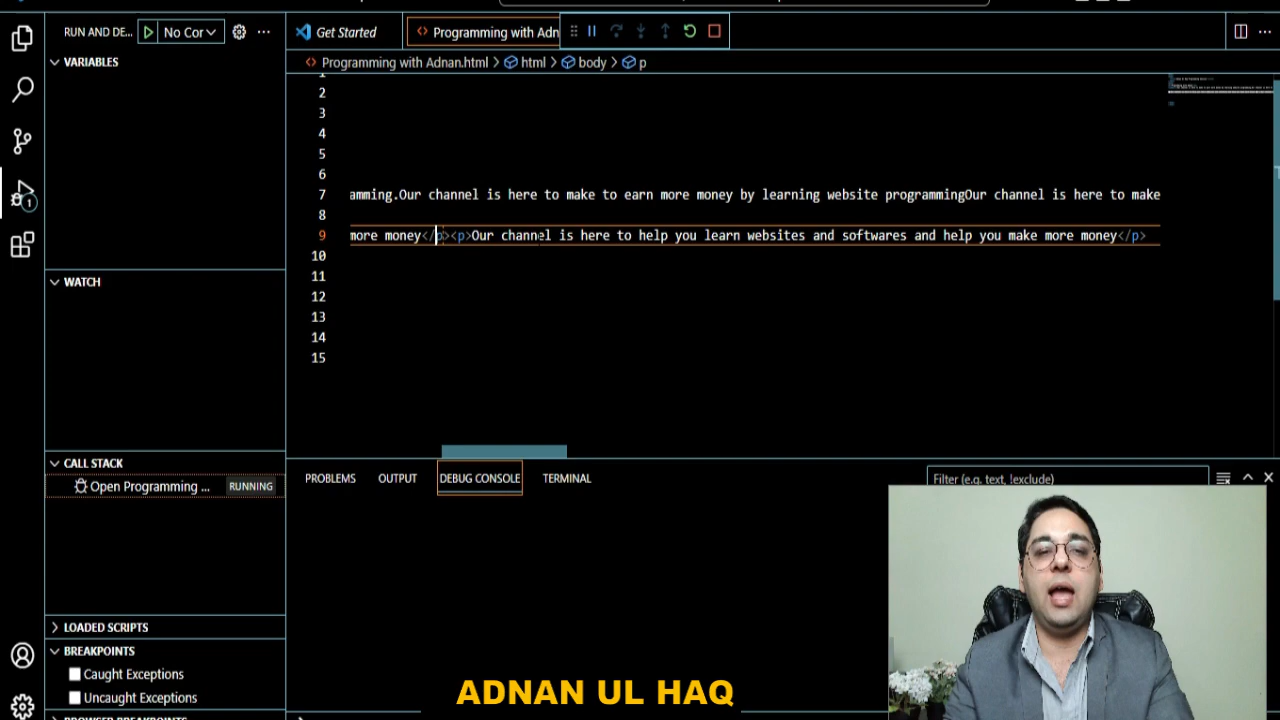 RUN AND DE... No Cor
Get Started
Programming with Adn
VARIABLES
Programming with Adnan.html > html > body > p
2
3
4
5
6
7 amming.Our channel is here to make to earn more money by learning website programmingOur channel is here to make
8
9 more money</p><p>Our channel is here to help you learn websites and softwares and help you make more money</p>
10
11
12
13
14
15
WATCH
CALL STACK
Open Programming ... RUNNING
PROBLEMS OUTPUT DEBUG CONSOLE TERMINAL
Filter (e.g. text, !exclude)
1
LOADED SCRIPTS
BREAKPOINTS
Caught Exceptions
Uncaught Exceptions
ADNAN UL HAQ